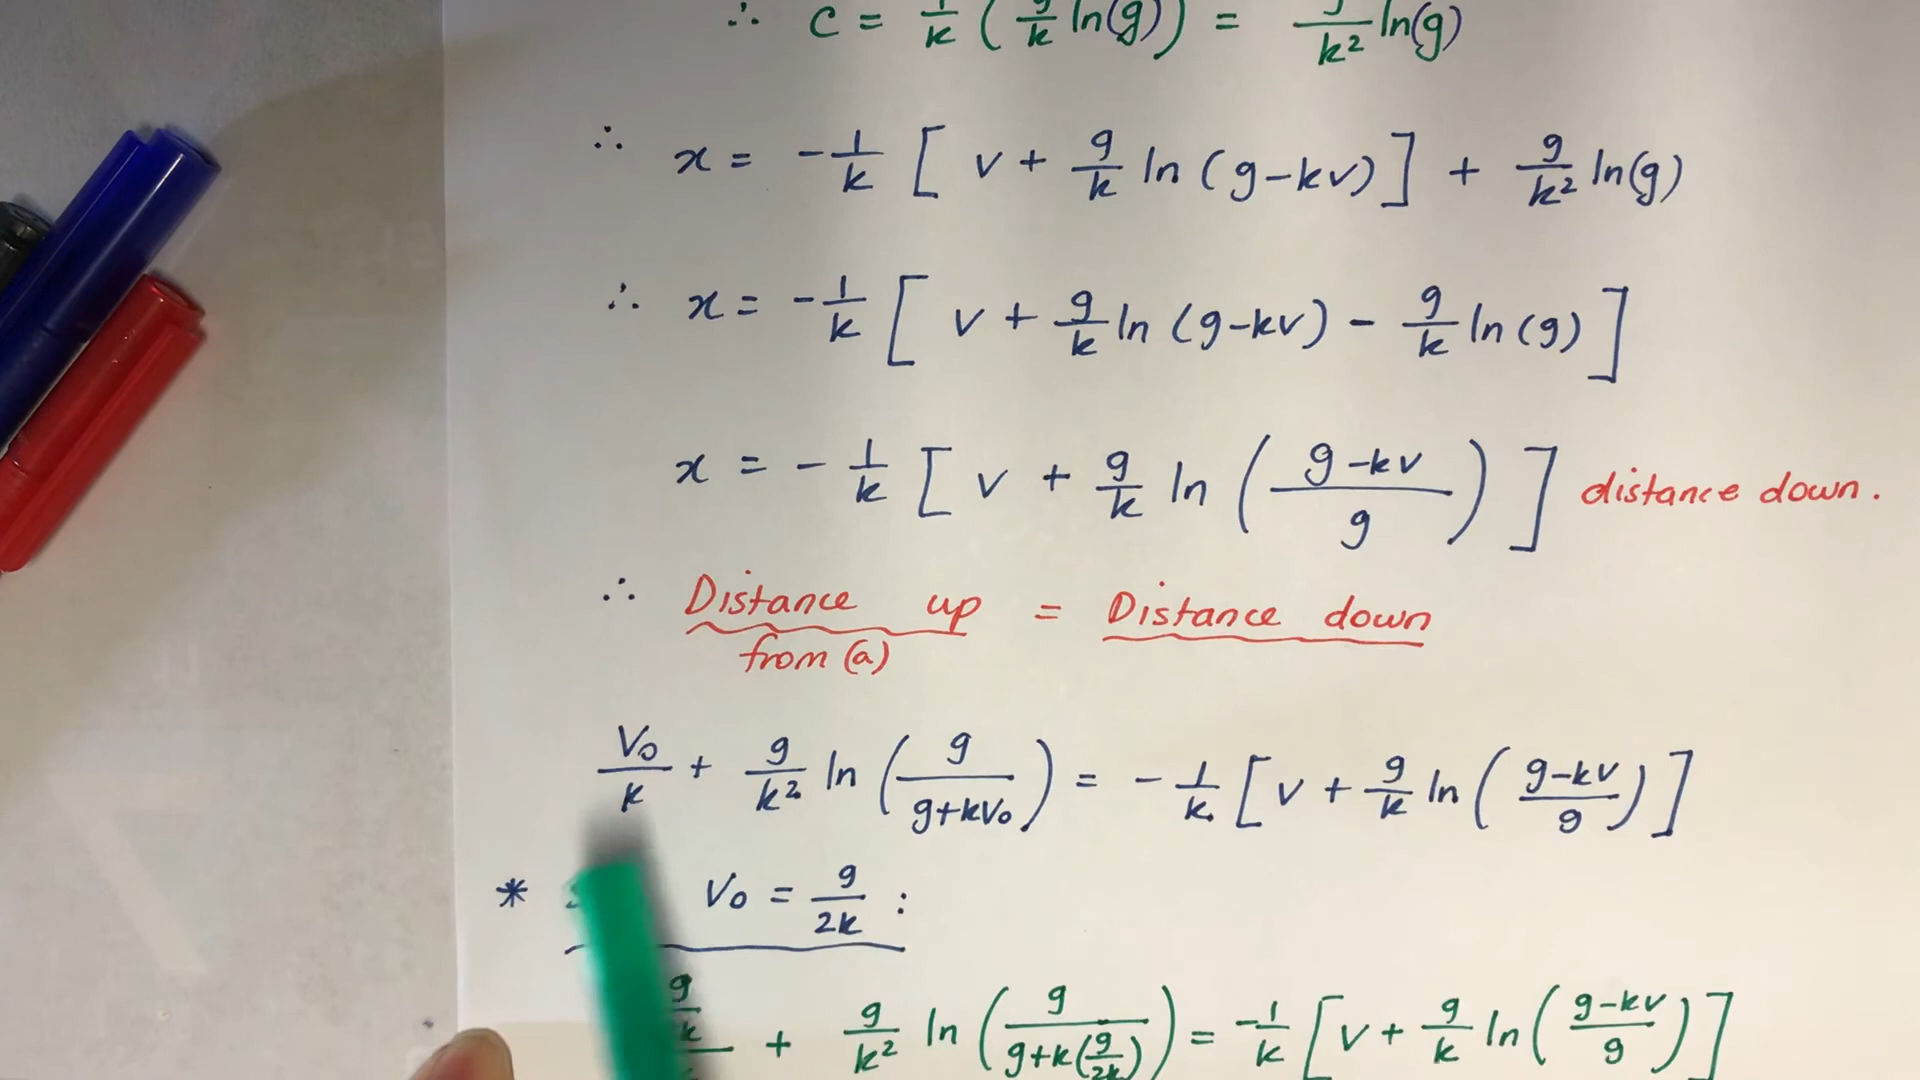 ∴ C = 1/k ( g/k ln(g) ) = g/k² ln(g)
∴ x = -1/k [ v + g/k ln (g-kv) ] + g/k² ln(g)
∴ x = -1/k [ v + g/k ln (g-kv) - g/k ln (g) ]
x = - 1/k [ v + g/k ln ( (g-kv)/g ) ] distance down.
∴ Distance up = Distance down
from (a)
V₀/k + g/k² ln ( g/(g+kV₀) ) = - 1/k [ v + g/k ln ( (g-kv)/g ) ]
* V₀ = g/2k :
+ g/k² ln ( g/(g+k(g/2k)) ) = -1/k [ v + g/k ln ( (g-kv)/g ) ]